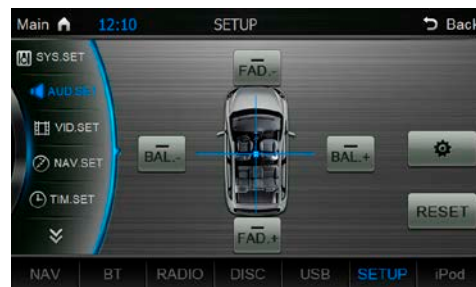 Main 12:10 SETUP Back
SYS.SET
AUD.SET
VID.SET
NAV.SET
TIM.SET
FAD.-
BAL.- BAL.+
FAD.+
RESET
NAV BT RADIO DISC USB SETUP iPod